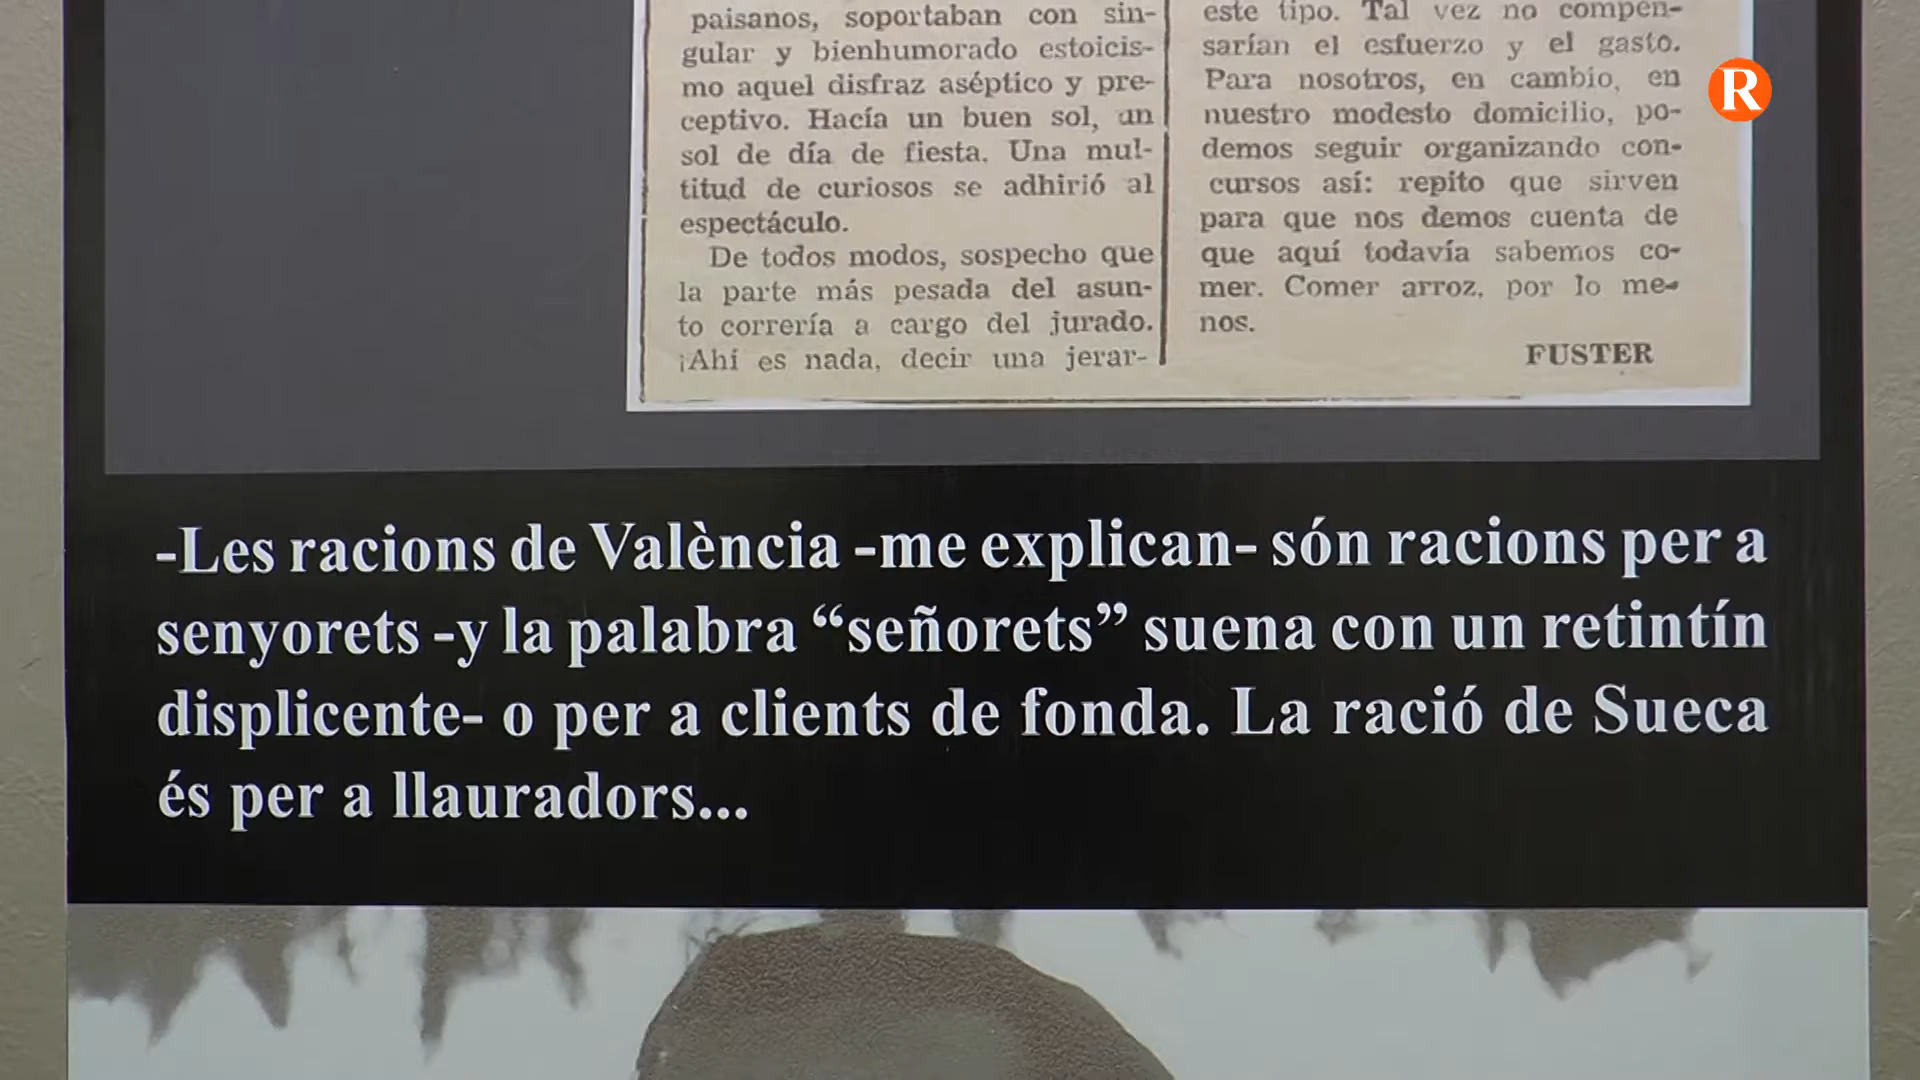 paisanos, soportaban con sin-
gular y bienhumorado estoicis-
mo aquel disfraz aséptico y pre-
ceptivo. Hacía un buen sol, un
sol de día de fiesta. Una mul-
titud de curiosos se adhirió al
espectáculo.
De todos modos, sospecho que
la parte más pesada del asun-
to correría a cargo del jurado.
¡Ahí es nada, decir una jerar-
este tipo. Tal vez no compen-
sarían el esfuerzo y el gasto.
Para nosotros, en cambio, en
nuestro modesto domicilio, po-
demos seguir organizando con-
cursos así: repito que sirven
para que nos demos cuenta de
que aquí todavía sabemos co-
mer. Comer arroz, por lo me-
nos.
FUSTER
R
-Les racions de València -me explican- són racions per a
senyorets -y la palabra “señorets” suena con un retintín
displicente- o per a clients de fonda. La ració de Sueca
és per a llauradors...